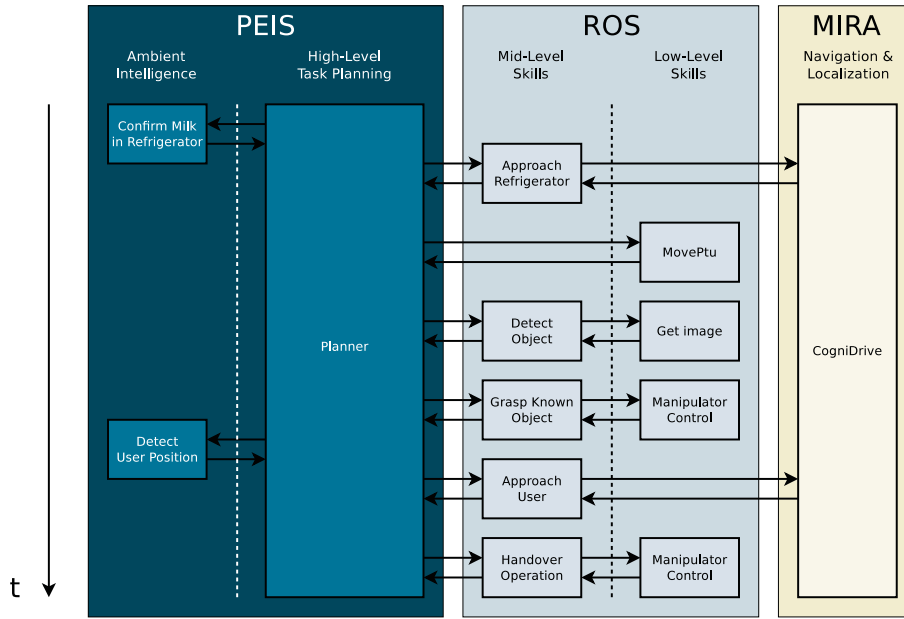 PEIS
ROS
MIRA
Ambient
Intelligence
High-Level
Task Planning
Mid-Level
Skills
Low-Level
Skills
Navigation &
Localization
Confirm Milk
in Refrigerator
Approach
Refrigerator
MovePtu
Detect
Object
Get image
Planner
CogniDrive
Grasp Known
Object
Manipulator
Control
Detect
User Position
Approach
User
Handover
Operation
Manipulator
Control
t